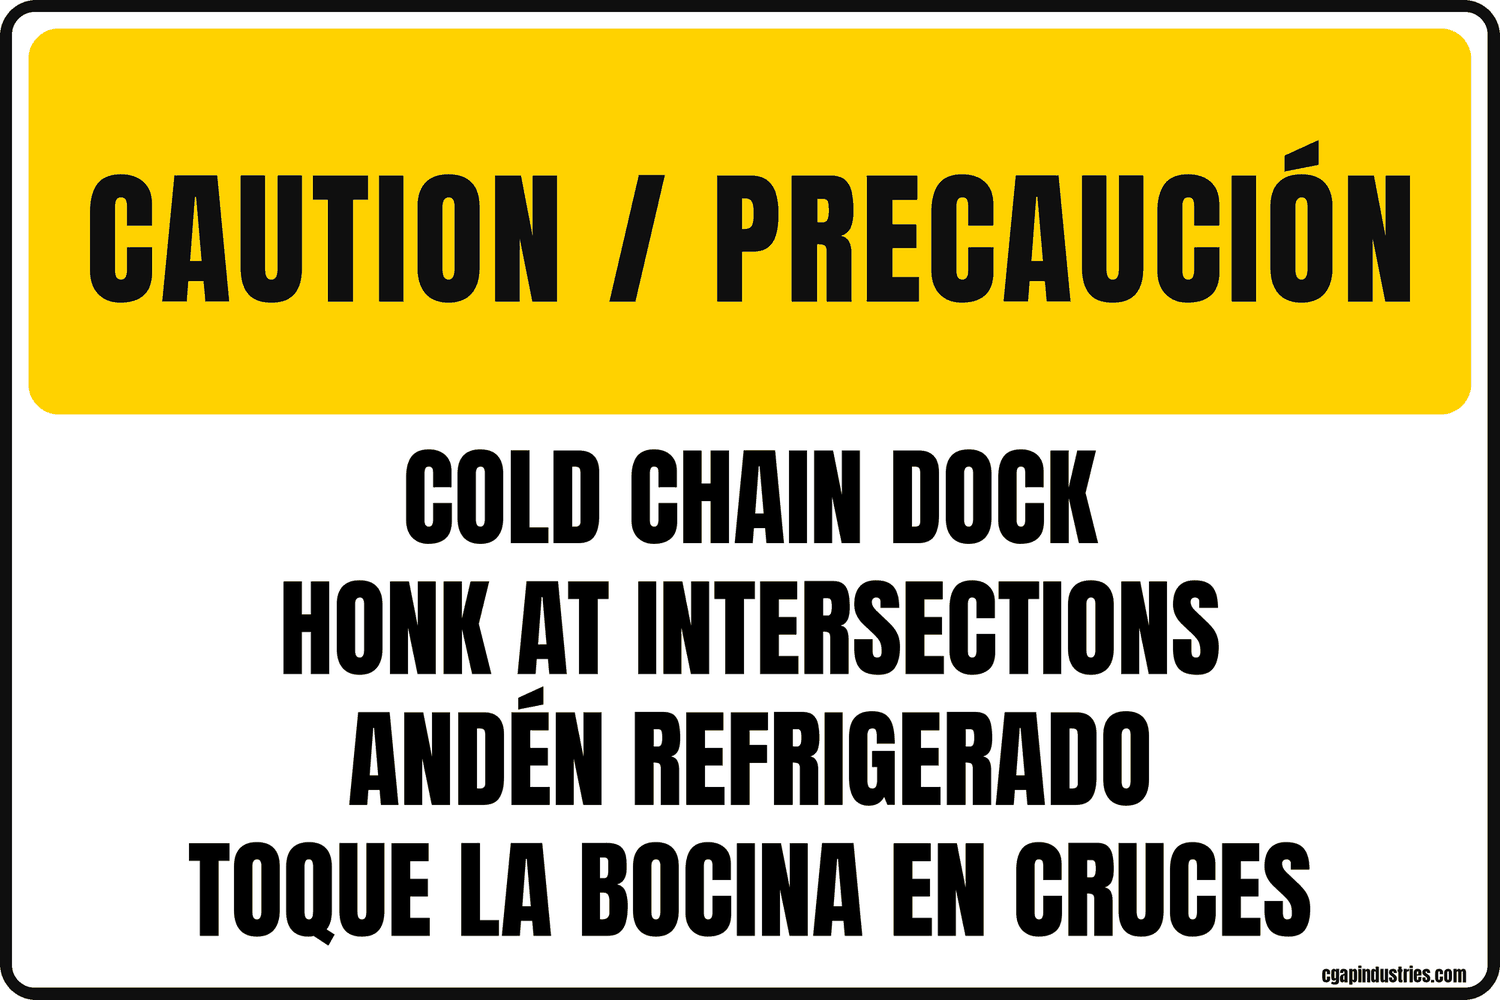 CAUTION / PRECAUCIÓN
COLD CHAIN DOCK
HONK AT INTERSECTIONS
ANDÉN REFRIGERADO
TOQUE LA BOCINA EN CRUCES
cgapindustries.com